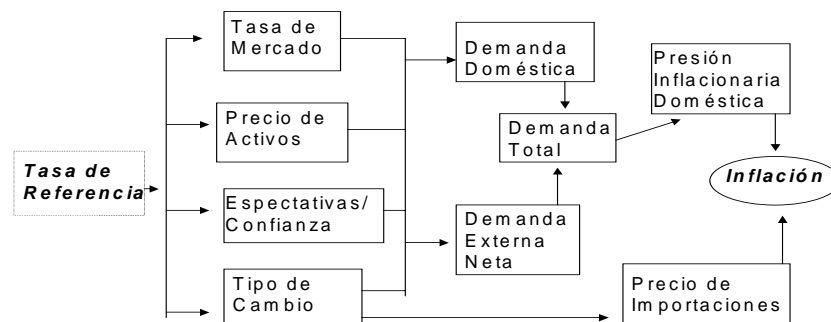 Tasa de
Referencia
Tasa de
Mercado
Precio de
Activos
Espectativas/
Confianza
Tipo de
Cambio
Demanda
Doméstica
Demanda
Externa
Neta
Demanda
Total
Presión
Inflacionaria
Doméstica
Precio de
Importaciones
Inflación